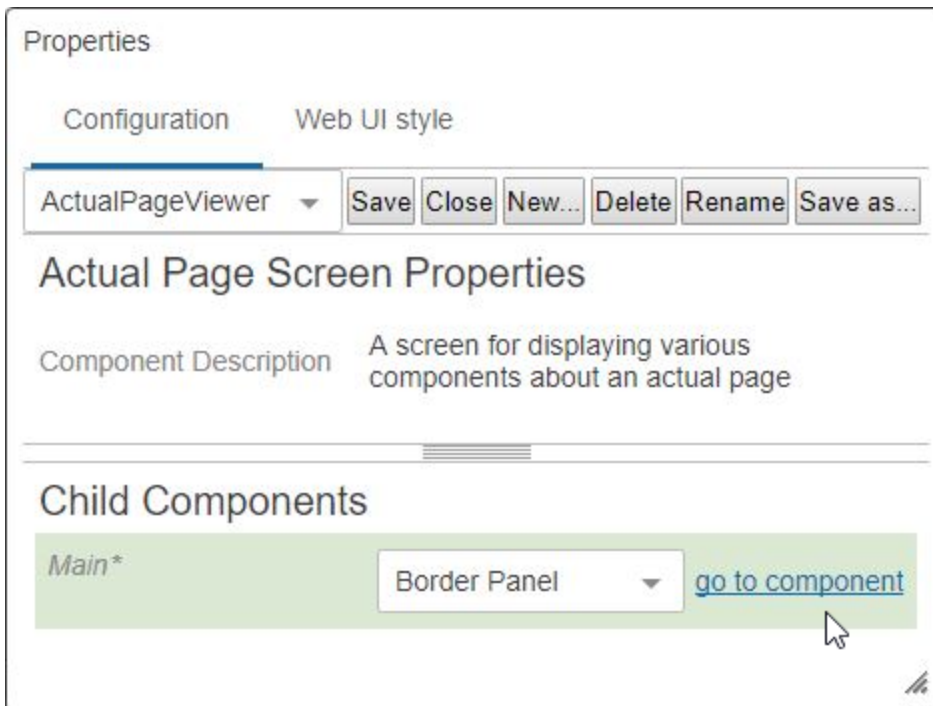 Properties
Configuration Web UI style
ActualPageViewer Save Close New... Delete Rename Save as...
Actual Page Screen Properties
Component Description A screen for displaying various
components about an actual page
Child Components
Main* Border Panel go to component